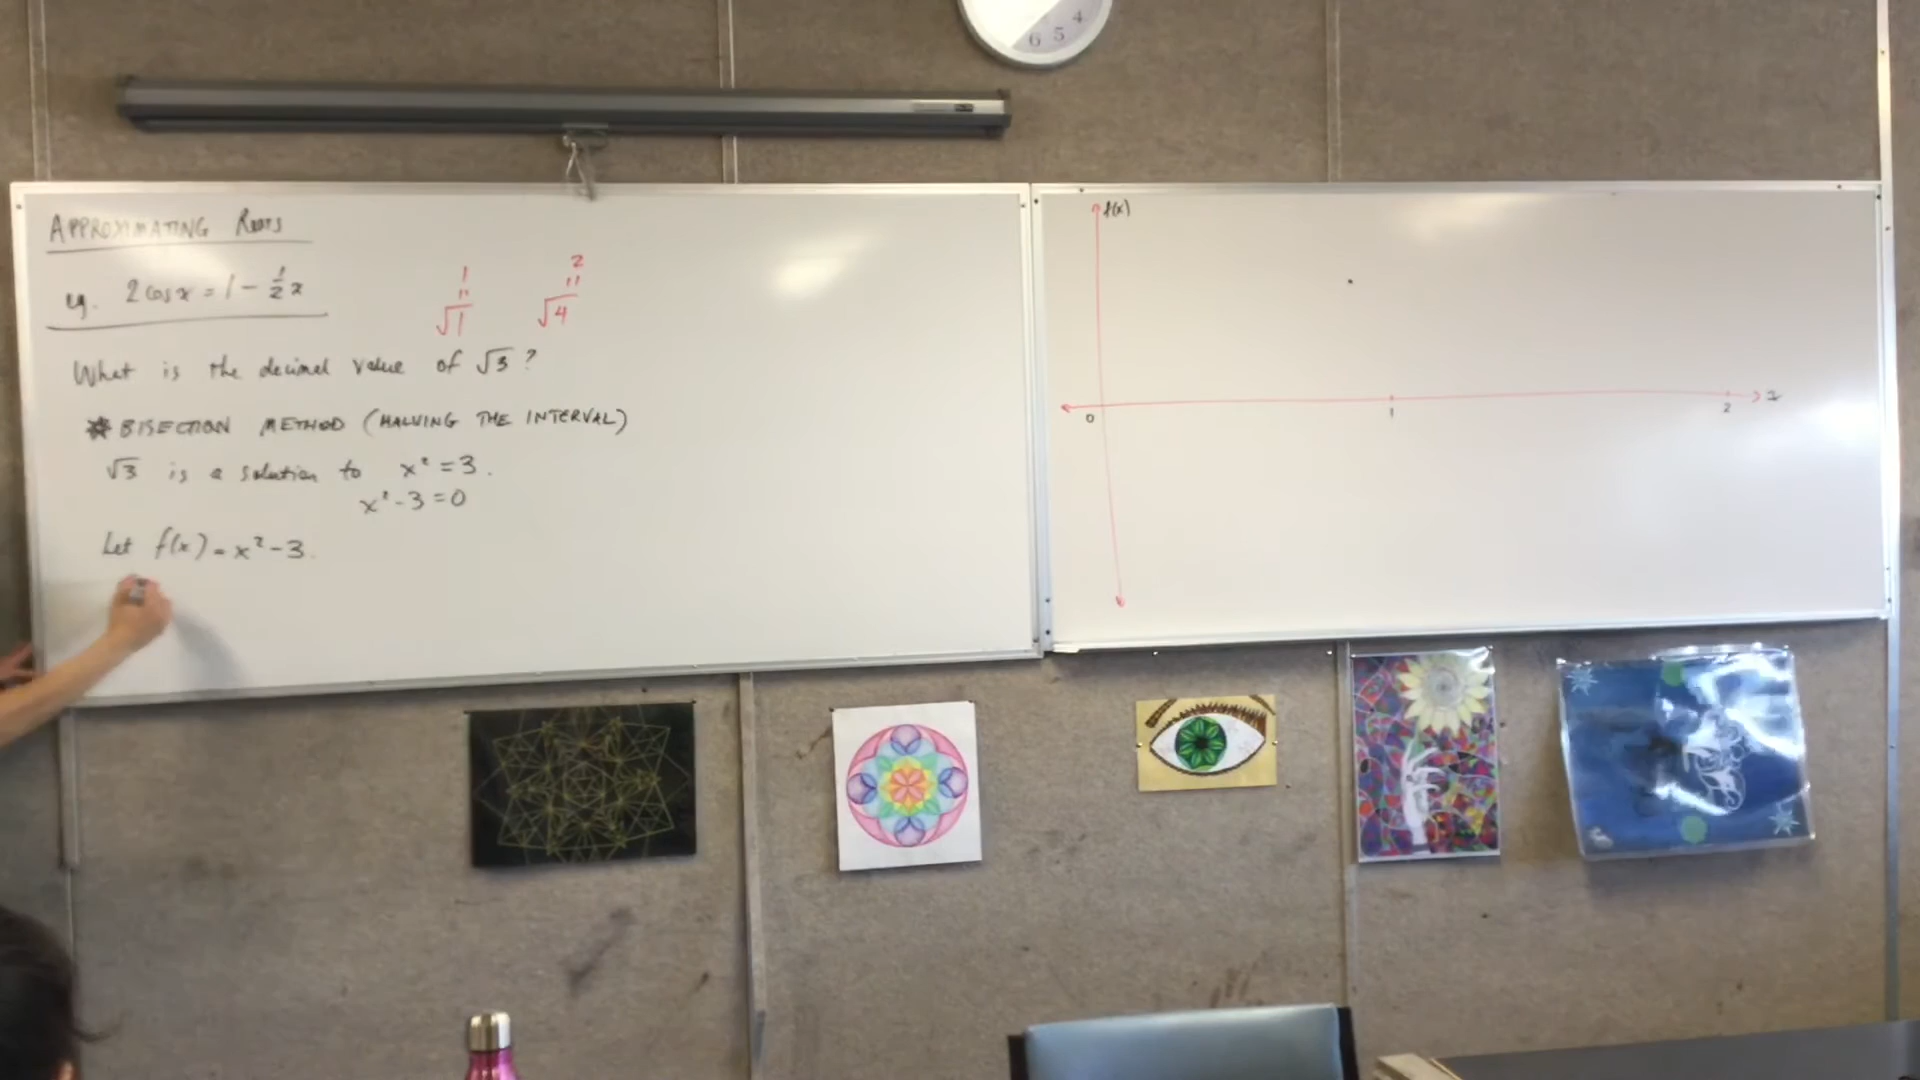 APPROXIMATING ROOTS
eg. 2cosx = 1 - 1/2 x
1 2
" "
√1 √4
What is the decimal value of √3?
* BISECTION METHOD (HALVING THE INTERVAL)
√3 is a solution to x² = 3.
x² - 3 = 0
Let f(x) = x² - 3.
f(x)
0 1 2 x
6 5 4